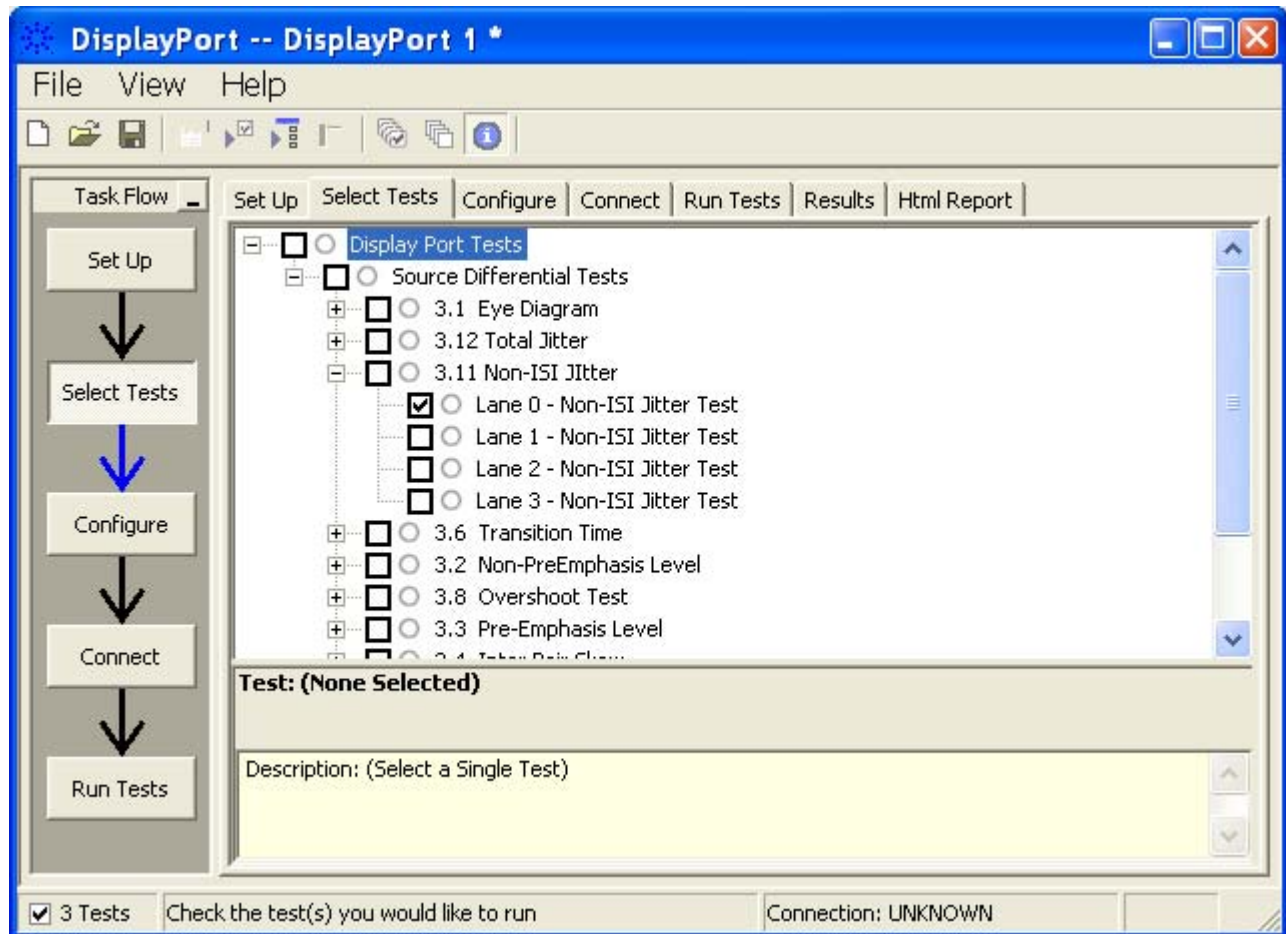 DisplayPort -- DisplayPort 1 *
File View Help
Task Flow
Set Up
Select Tests
Configure
Connect
Run Tests
Set Up Select Tests Configure Connect Run Tests Results Html Report
Display Port Tests
Source Differential Tests
3.1 Eye Diagram
3.12 Total Jitter
3.11 Non-ISI JItter
Lane 0 - Non-ISI Jitter Test
Lane 1 - Non-ISI Jitter Test
Lane 2 - Non-ISI Jitter Test
Lane 3 - Non-ISI Jitter Test
3.6 Transition Time
3.2 Non-PreEmphasis Level
3.8 Overshoot Test
3.3 Pre-Emphasis Level
Test: (None Selected)
Description: (Select a Single Test)
3 Tests Check the test(s) you would like to run Connection: UNKNOWN